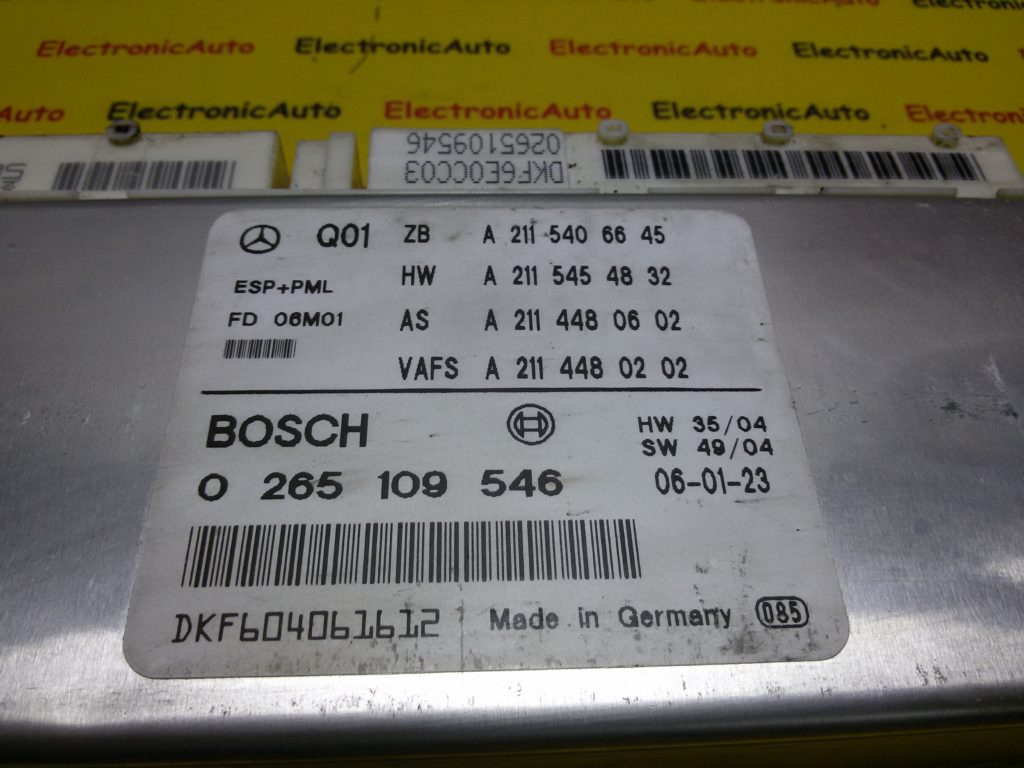 ElectronicAuto ElectronicAuto ElectronicAuto ElectronicAuto
ElectronicAuto ElectronicAuto ElectronicAuto
0265109546
DKF6E0CC03
Q01 ZB A 211 540 66 45
HW A 211 545 48 32
ESP+PML
FD 06M01 AS A 211 448 06 02
VAFS A 211 448 02 02
BOSCH HW 35/04
SW 49/04
0 265 109 546 06-01-23
DKF604061612 Made in Germany 085